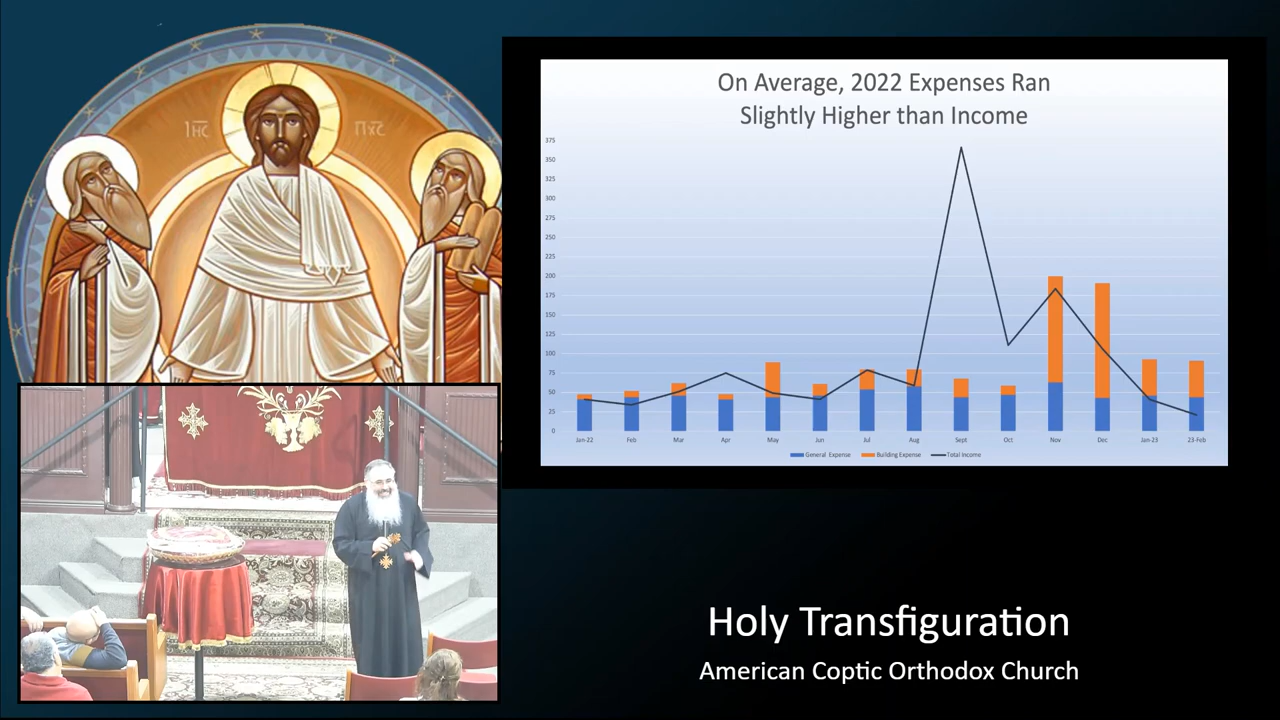 IHC
ΠΧC
On Average, 2022 Expenses Ran
Slightly Higher than Income
375
350
325
300
275
250
225
200
175
150
125
100
75
50
25
0
Jan-22 Feb Mar Apr May Jun Jul Aug Sept Oct Nov Dec Jan-23 23-Feb
General Expense Building Expense Total Income
Holy Transfiguration
American Coptic Orthodox Church